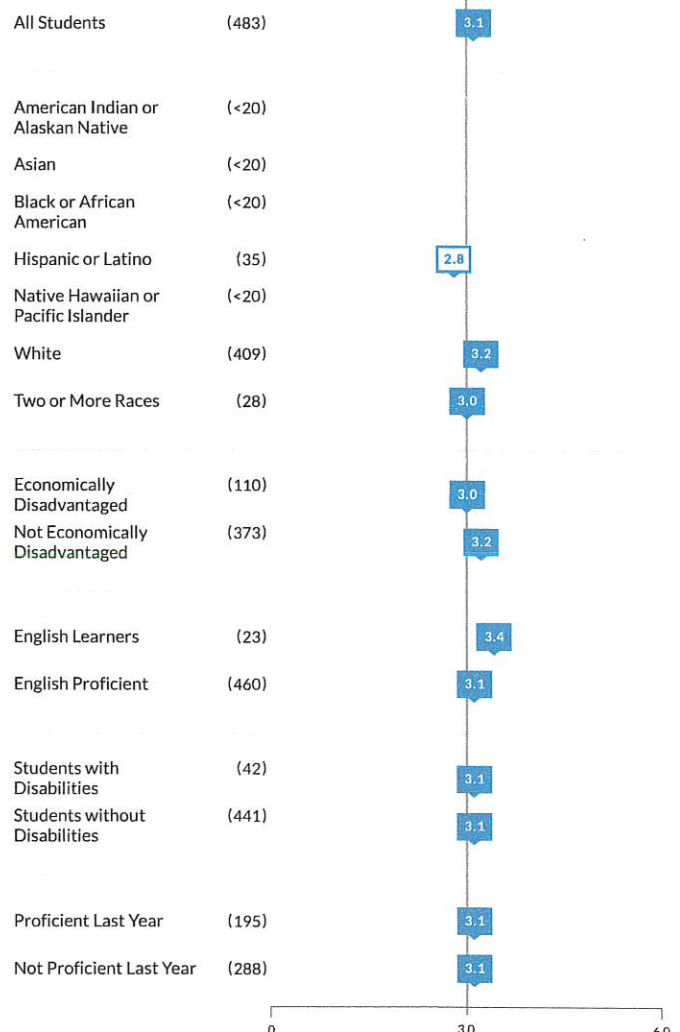 All Students (483) 3.1
American Indian or (<20)
Alaskan Native
Asian (<20)
Black or African (<20)
American
Hispanic or Latino (35) 2.8
Native Hawaiian or (<20)
Pacific Islander
White (409) 3.2
Two or More Races (28) 3.0
Economically (110) 3.0
Disadvantaged
Not Economically (373) 3.2
Disadvantaged
English Learners (23) 3.4
English Proficient (460) 3.1
Students with (42) 3.1
Disabilities
Students without (441) 3.1
Disabilities
Proficient Last Year (195) 3.1
Not Proficient Last Year (288) 3.1